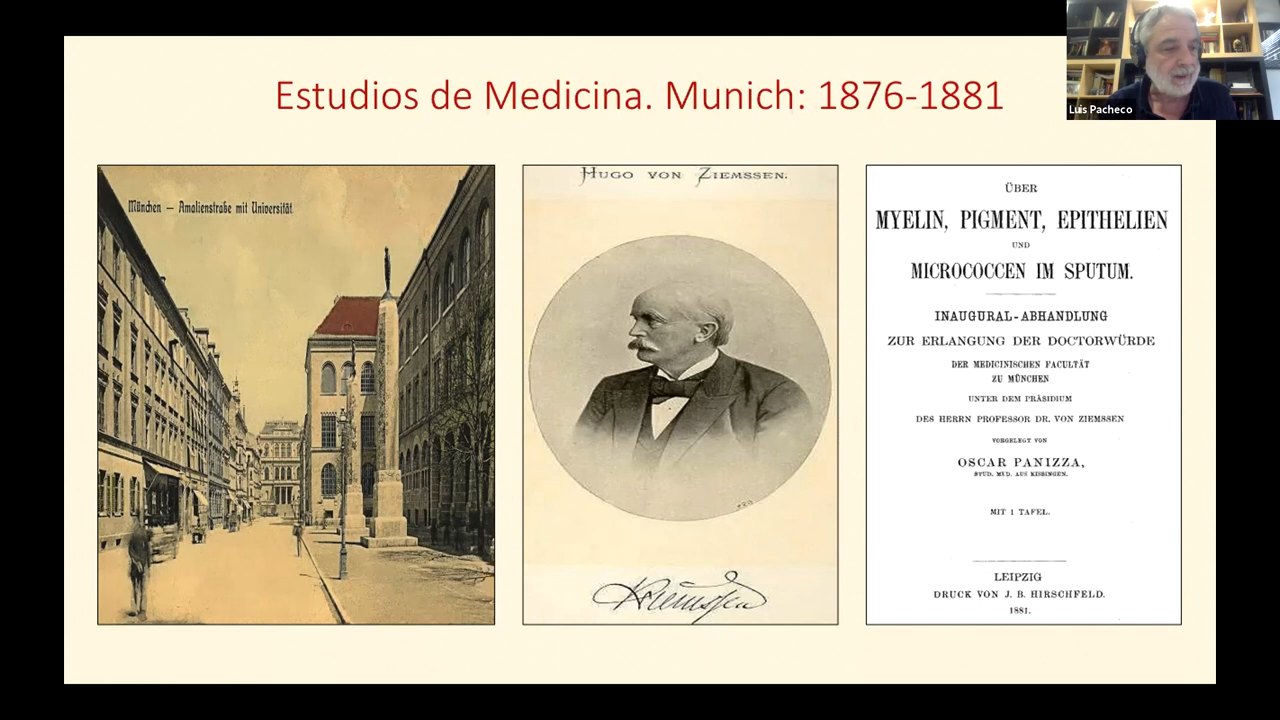 Estudios de Medicina. Munich: 1876-1881
Luis Pacheco
München — Amalienstraße mit Universität.
HUGO VON ZIEMSSEN.
ÜBER
MYELIN, PIGMENT, EPITHELIEN
UND
MICROCOCCEN IM SPUTUM.
INAUGURAL-ABHANDLUNG
ZUR ERLANGUNG DER DOCTORWÜRDE
DER MEDICINISCHEN FACULTÄT
ZU MÜNCHEN
UNTER DEM PRÄSIDIUM
DES HERRN PROFESSOR DR. VON ZIEMSSEN
VORGELEGT VON
OSCAR PANIZZA,
STUD. MED. AUS KISSINGEN.
MIT 1 TAFEL.
LEIPZIG
DRUCK VON J. B. HIRSCHFELD.
1881.